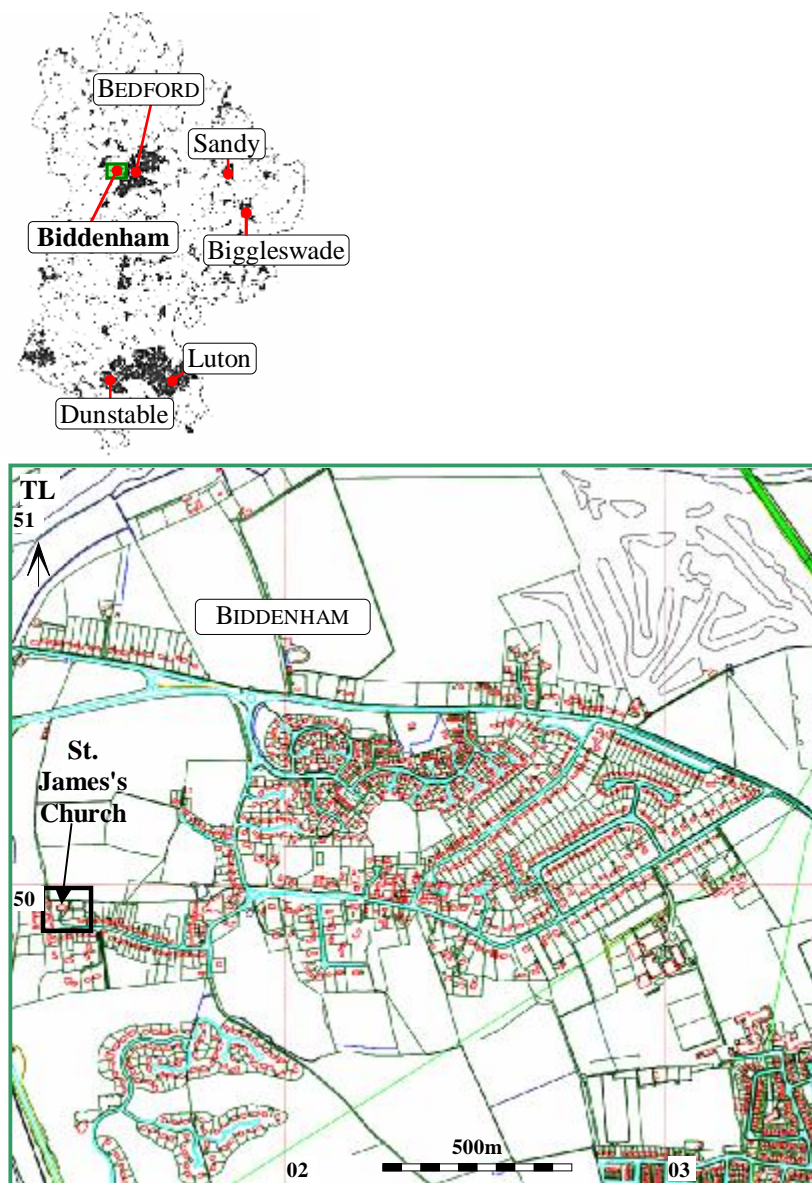 BEDFORD
Sandy
Biddenham
Biggleswade
Luton
Dunstable
TL
51
BIDDENHAM
St.
James's
Church
50
500m
02
03